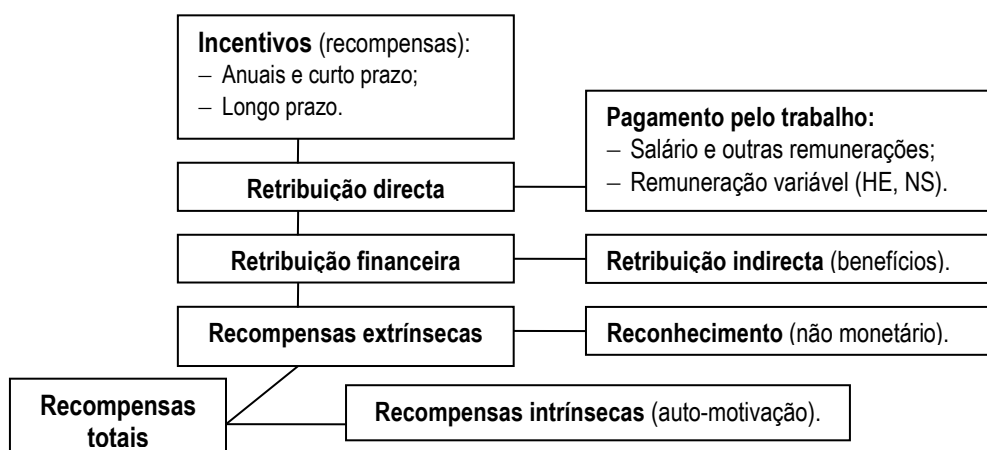 Incentivos (recompensas):
– Anuais e curto prazo;
– Longo prazo.
Pagamento pelo trabalho:
– Salário e outras remunerações;
– Remuneração variável (HE, NS).
Retribuição directa
Retribuição financeira
Retribuição indirecta (benefícios).
Recompensas extrínsecas
Reconhecimento (não monetário).
Recompensas
totais
Recompensas intrínsecas (auto-motivação).